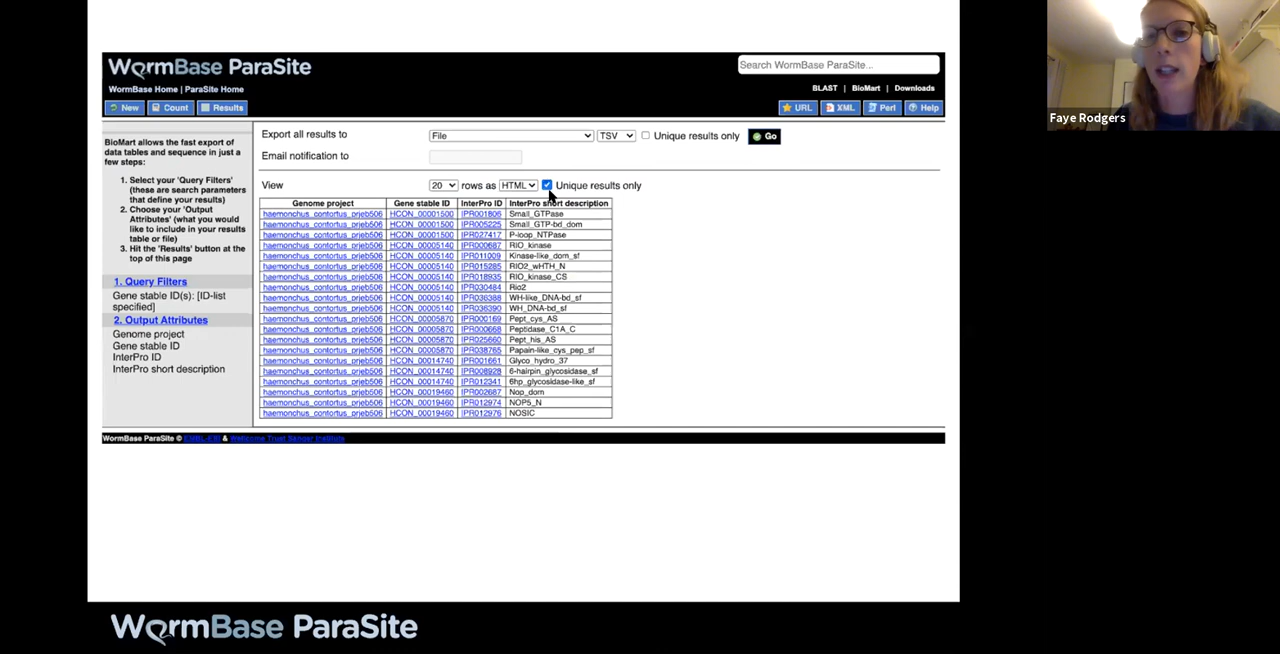 WormBase ParaSite
Search WormBase ParaSite...
WormBase Home | ParaSite Home
BLAST | BioMart | Downloads
New Count Results
URL XML Perl Help
BioMart allows the fast export of
data tables and sequence in just a
few steps:
1. Select your 'Query Filters'
(these are search parameters
that define your results)
2. Choose your 'Output
Attributes' (what you would
like to include in your results
table or file)
3. Hit the 'Results' button at the
top of this page
1. Query Filters
Gene stable ID(s): [ID-list
specified]
2. Output Attributes
Genome project
Gene stable ID
InterPro ID
InterPro short description
Export all results to File TSV Unique results only Go
Email notification to
View 20 rows as HTML Unique results only
Genome project Gene stable ID InterPro ID InterPro short description
haemonchus_contortus_prjeb506 HCON_00001500 IPR001806 Small_GTPase
haemonchus_contortus_prjeb506 HCON_00001500 IPR005225 Small_GTP-bd_dom
haemonchus_contortus_prjeb506 HCON_00001500 IPR027417 P-loop_NTPase
haemonchus_contortus_prjeb506 HCON_00005140 IPR000687 RIO_kinase
haemonchus_contortus_prjeb506 HCON_00005140 IPR011009 Kinase-like_dom_sf
haemonchus_contortus_prjeb506 HCON_00005140 IPR015285 RIO2_wHTH_N
haemonchus_contortus_prjeb506 HCON_00005140 IPR018935 RIO_kinase_CS
haemonchus_contortus_prjeb506 HCON_00005140 IPR030484 Rio2
haemonchus_contortus_prjeb506 HCON_00005140 IPR036388 WH-like_DNA-bd_sf
haemonchus_contortus_prjeb506 HCON_00005140 IPR036390 WH_DNA-bd_sf
haemonchus_contortus_prjeb506 HCON_00005870 IPR000169 Pept_cys_AS
haemonchus_contortus_prjeb506 HCON_00005870 IPR000668 Peptidase_C1A_C
haemonchus_contortus_prjeb506 HCON_00005870 IPR025660 Pept_his_AS
haemonchus_contortus_prjeb506 HCON_00005870 IPR038765 Papain-like_cys_pep_sf
haemonchus_contortus_prjeb506 HCON_00014740 IPR001661 Glyco_hydro_37
haemonchus_contortus_prjeb506 HCON_00014740 IPR008928 6-hairpin_glycosidase_sf
haemonchus_contortus_prjeb506 HCON_00014740 IPR012341 6hp_glycosidase-like_sf
haemonchus_contortus_prjeb506 HCON_00019460 IPR002687 Nop_dom
haemonchus_contortus_prjeb506 HCON_00019460 IPR012974 NOP5_N
haemonchus_contortus_prjeb506 HCON_00019460 IPR012976 NOSIC
WormBase ParaSite © EMBL-EBI & Wellcome Trust Sanger Institute
WormBase ParaSite
Faye Rodgers